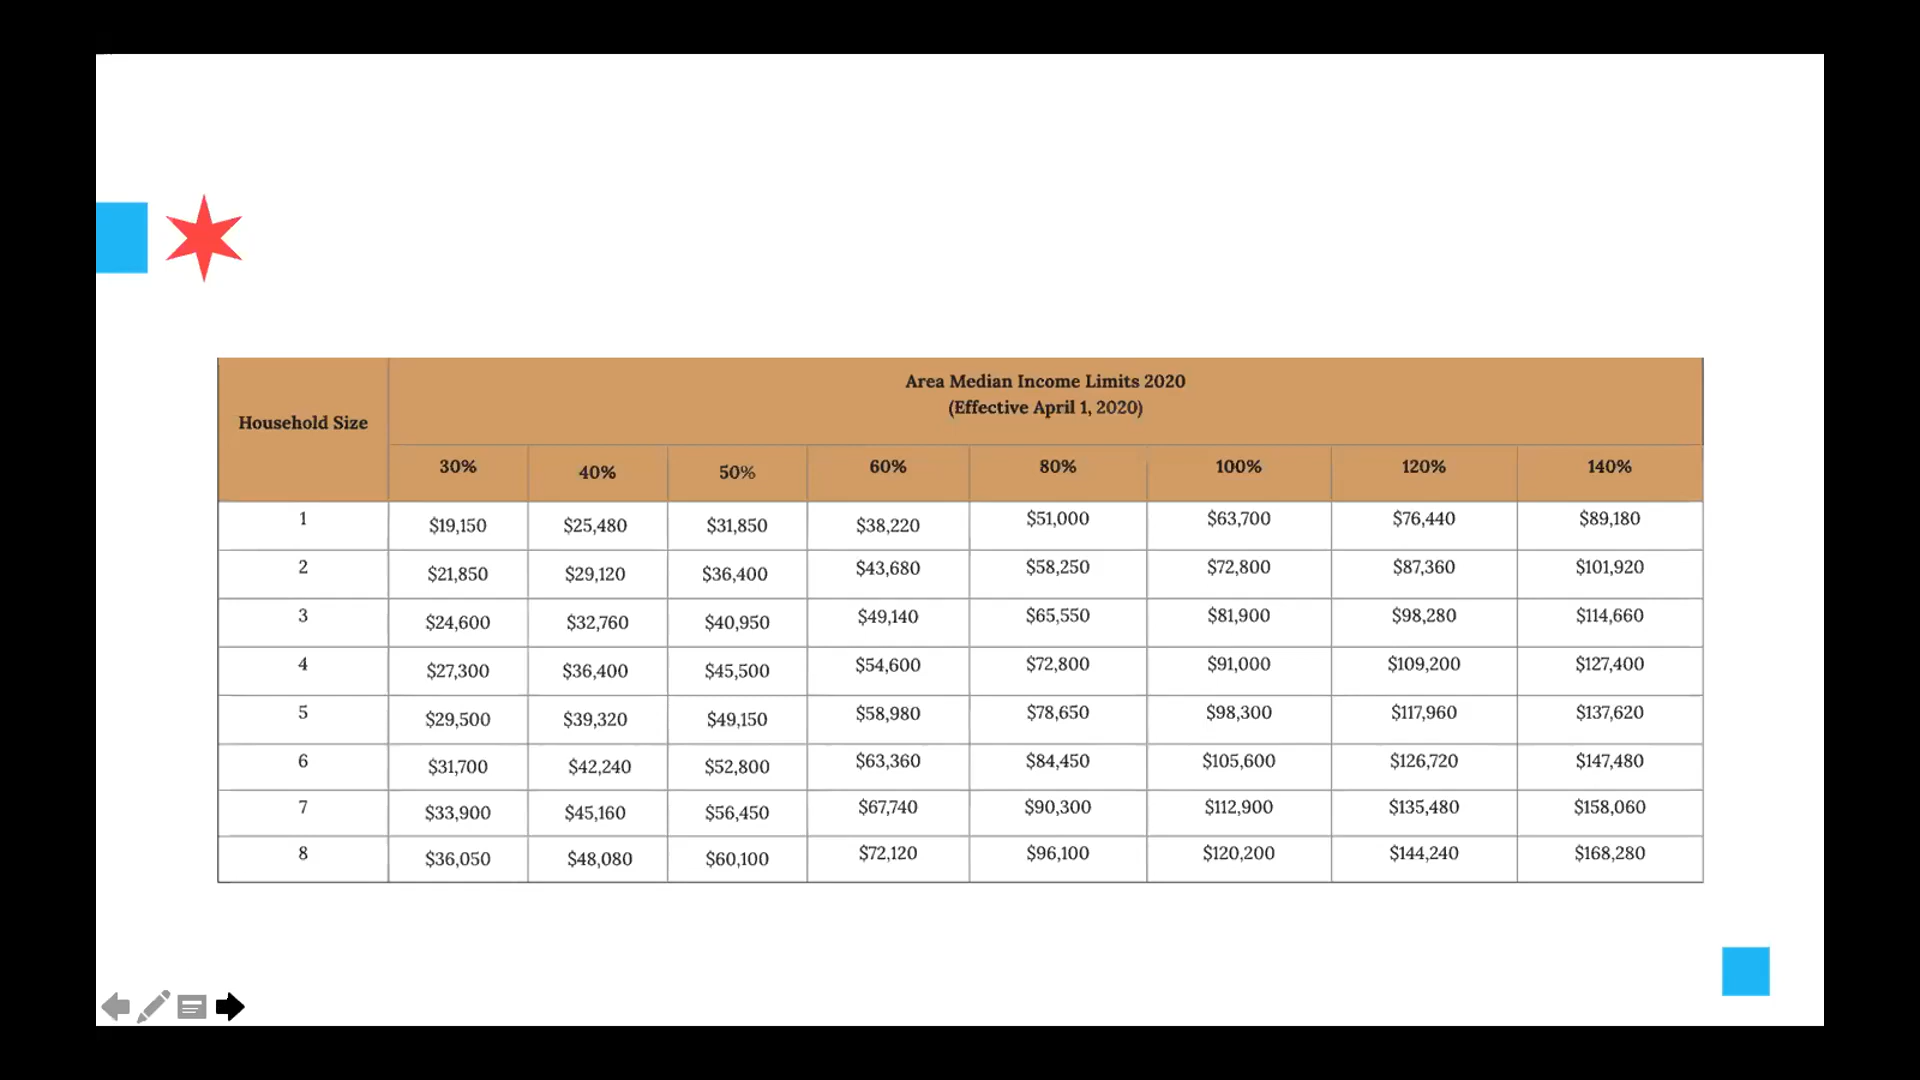 Area Median Income Limits 2020
(Effective April 1, 2020)
Household Size
30% 40% 50% 60% 80% 100% 120% 140%
1 $19,150 $25,480 $31,850 $38,220 $51,000 $63,700 $76,440 $89,180
2 $21,850 $29,120 $36,400 $43,680 $58,250 $72,800 $87,360 $101,920
3 $24,600 $32,760 $40,950 $49,140 $65,550 $81,900 $98,280 $114,660
4 $27,300 $36,400 $45,500 $54,600 $72,800 $91,000 $109,200 $127,400
5 $29,500 $39,320 $49,150 $58,980 $78,650 $98,300 $117,960 $137,620
6 $31,700 $42,240 $52,800 $63,360 $84,450 $105,600 $126,720 $147,480
7 $33,900 $45,160 $56,450 $67,740 $90,300 $112,900 $135,480 $158,060
8 $36,050 $48,080 $60,100 $72,120 $96,100 $120,200 $144,240 $168,280